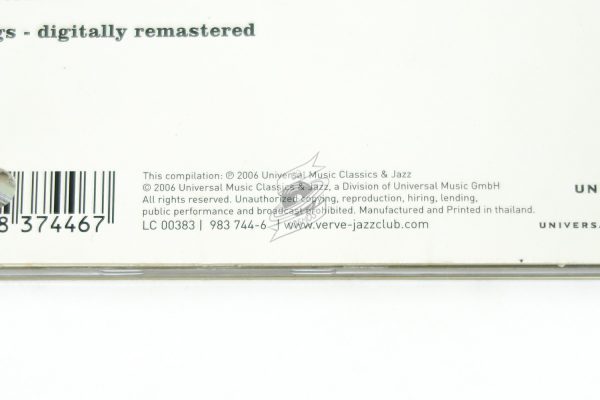 gs - digitally remastered
This compilation: ℗ 2006 Universal Music Classics & Jazz
© 2006 Universal Music Classics & Jazz, a Division of Universal Music GmbH
All rights reserved. Unauthorized copying, reproduction, hiring, lending,
public performance and broadcast prohibited. Manufactured and Printed in thailand.
LC 00383 | 983 744-6 | www.verve-jazzclub.com
8 374467
UN
UNIVERSA